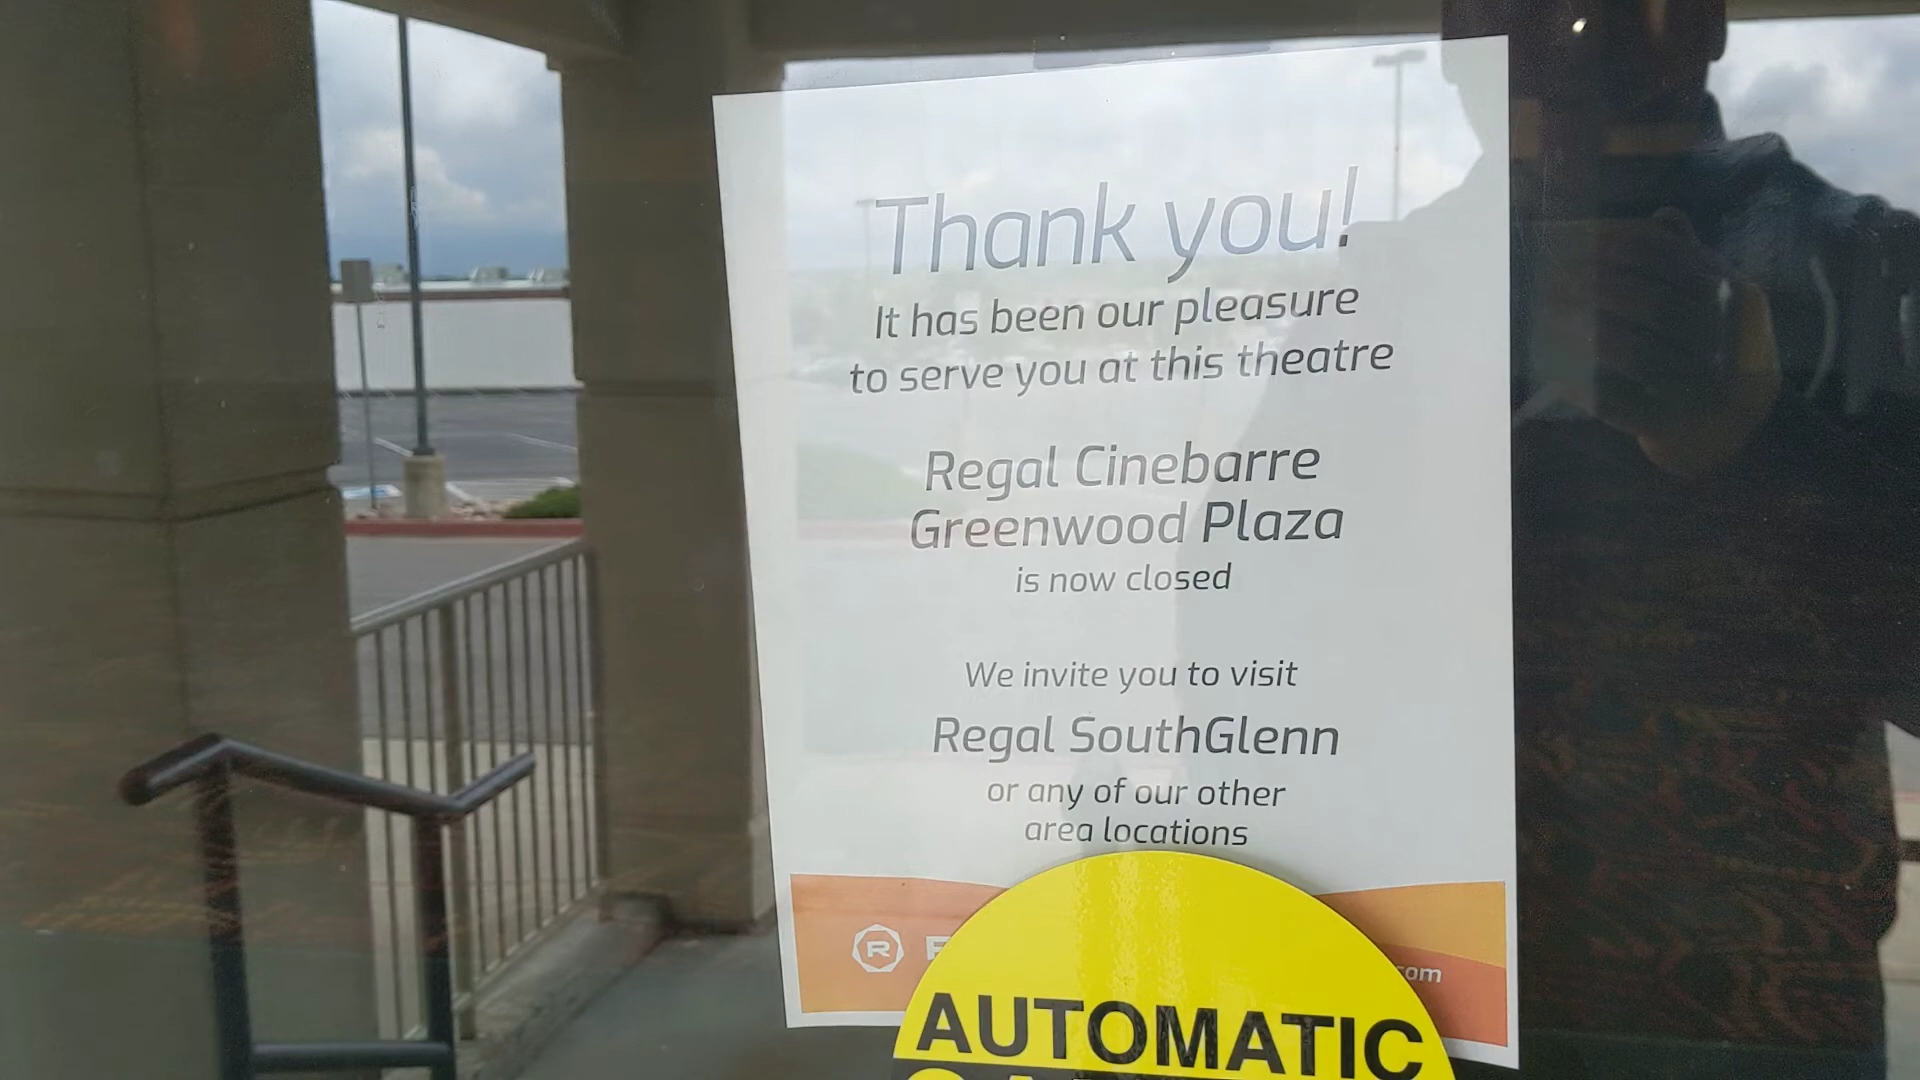 Thank you!
It has been our pleasure
to serve you at this theatre
Regal Cinebarre
Greenwood Plaza
is now closed
We invite you to visit
Regal SouthGlenn
or any of our other
area locations
R
com
AUTOMATIC